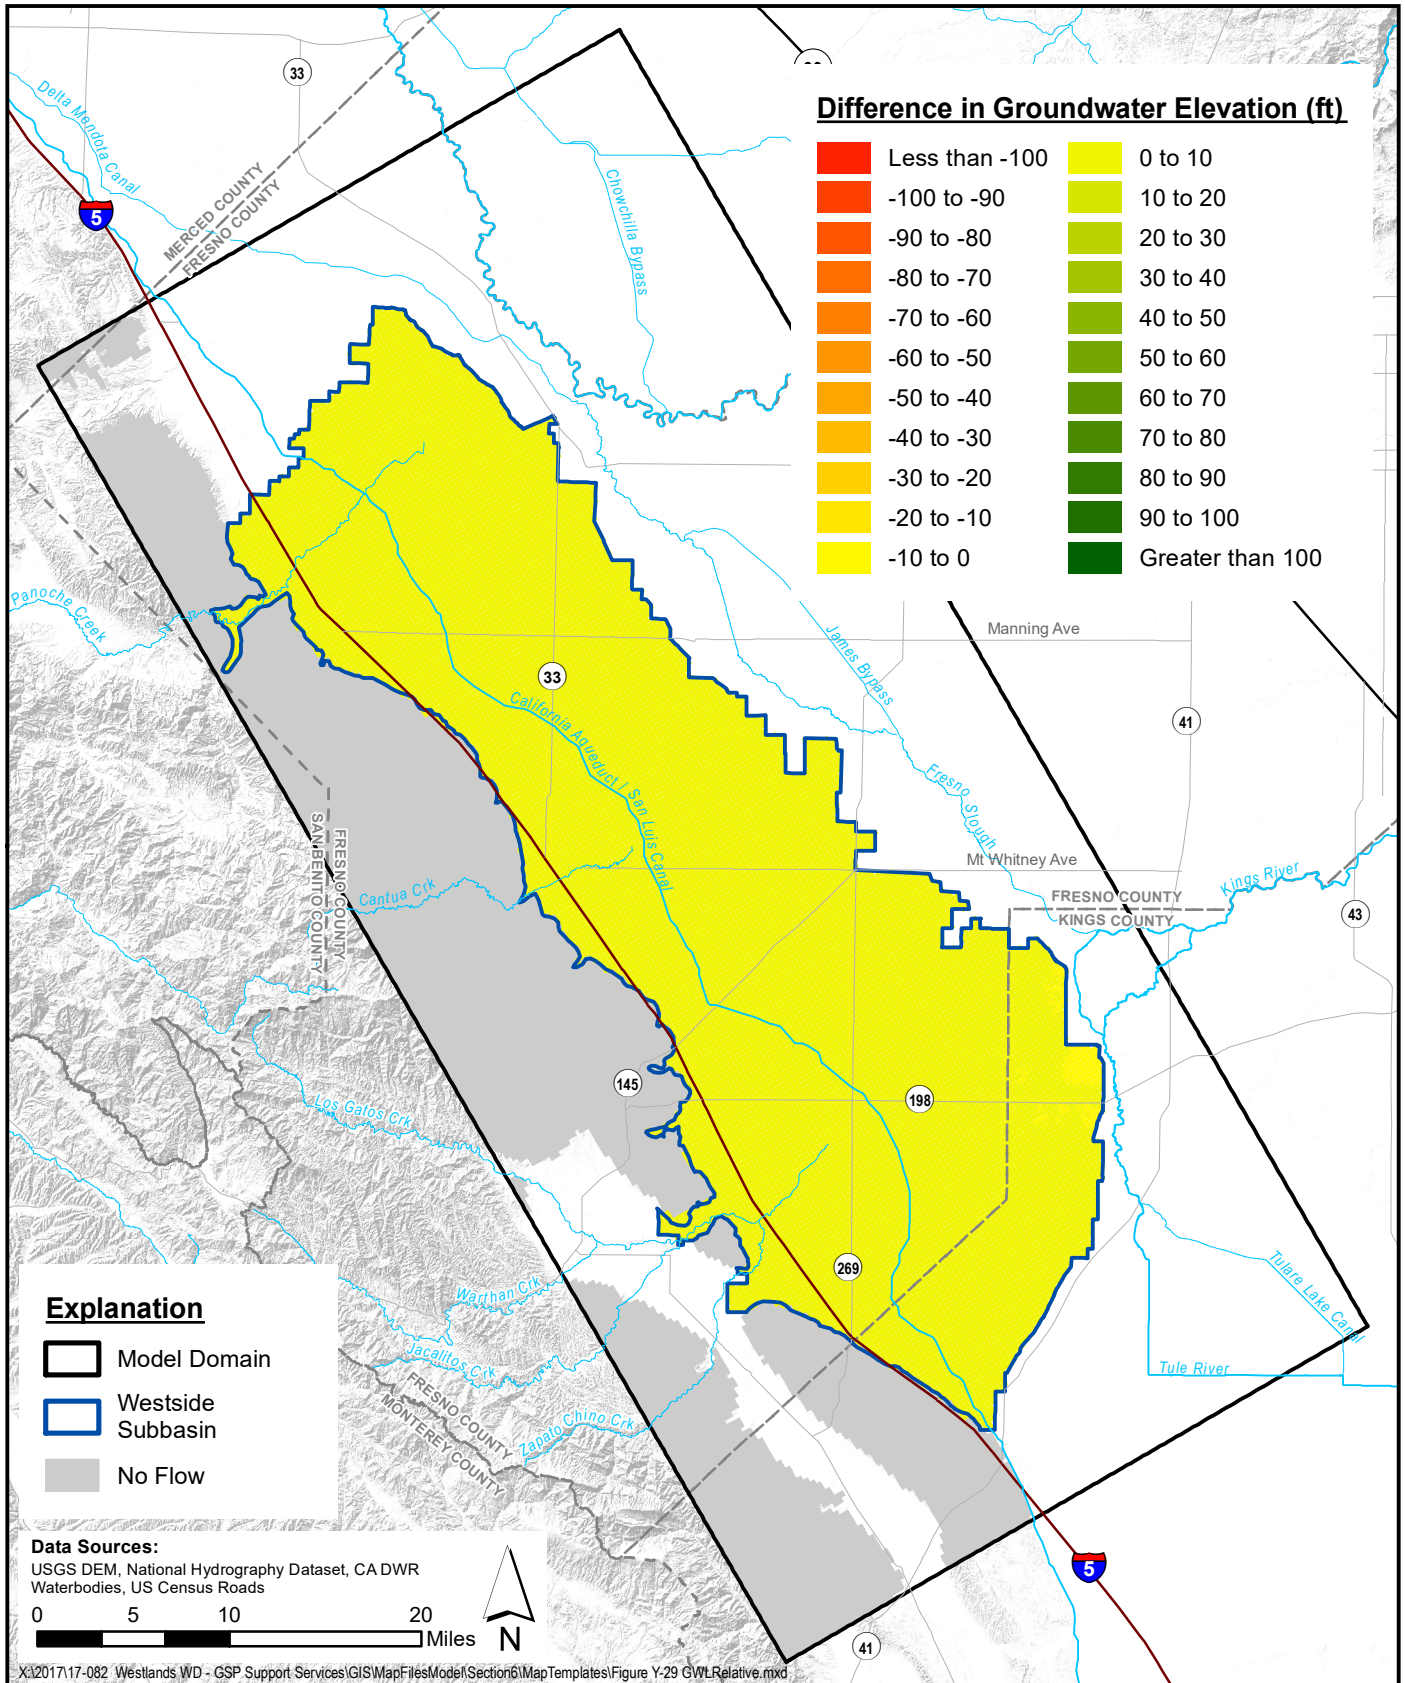 33
Delta Mendota Canal
5
MERCED COUNTY
FRESNO COUNTY
Chowchilla Bypass
Difference in Groundwater Elevation (ft)
Less than -100
-100 to -90
-90 to -80
-80 to -70
-70 to -60
-60 to -50
-50 to -40
-40 to -30
-30 to -20
-20 to -10
-10 to 0
0 to 10
10 to 20
20 to 30
30 to 40
40 to 50
50 to 60
60 to 70
70 to 80
80 to 90
90 to 100
Greater than 100
Panoche Creek
James Bypass
Manning Ave
33
41
California Aqueduct / San Luis Canal
Fresno Slough
SAN BENITO COUNTY
FRESNO COUNTY
Cantua Crk
Mt Whitney Ave
Kings River
FRESNO COUNTY
KINGS COUNTY
43
145
198
Los Gatos Crk
269
Warthan Crk
Jacalitos Crk
Tulare Lake Canal
Tule River
FRESNO COUNTY
MONTEREY COUNTY
Zapato Chino Crk
Explanation
Model Domain
Westside
Subbasin
No Flow
Data Sources:
USGS DEM, National Hydrography Dataset, CA DWR
Waterbodies, US Census Roads
0 5 10 20
Miles
N
5
41
X:\2017\17-082 Westlands WD - GSP Support Services\GIS\MapFilesModel\Section6\MapTemplates\Figure Y-29 GWLRelative.mxd